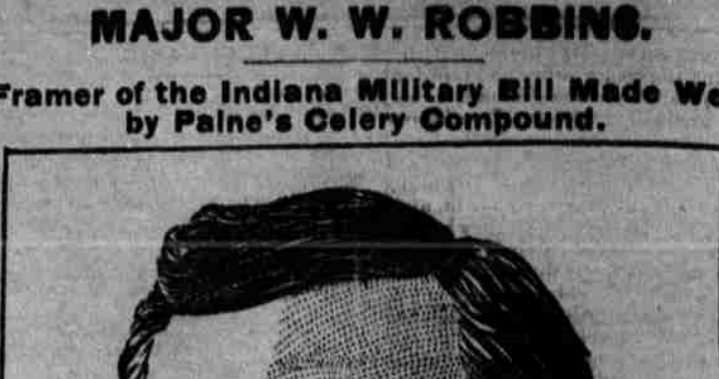 MAJOR W. W. ROBBINS.
Framer of the Indiana Military Bill Made We
by Paine's Celery Compound.